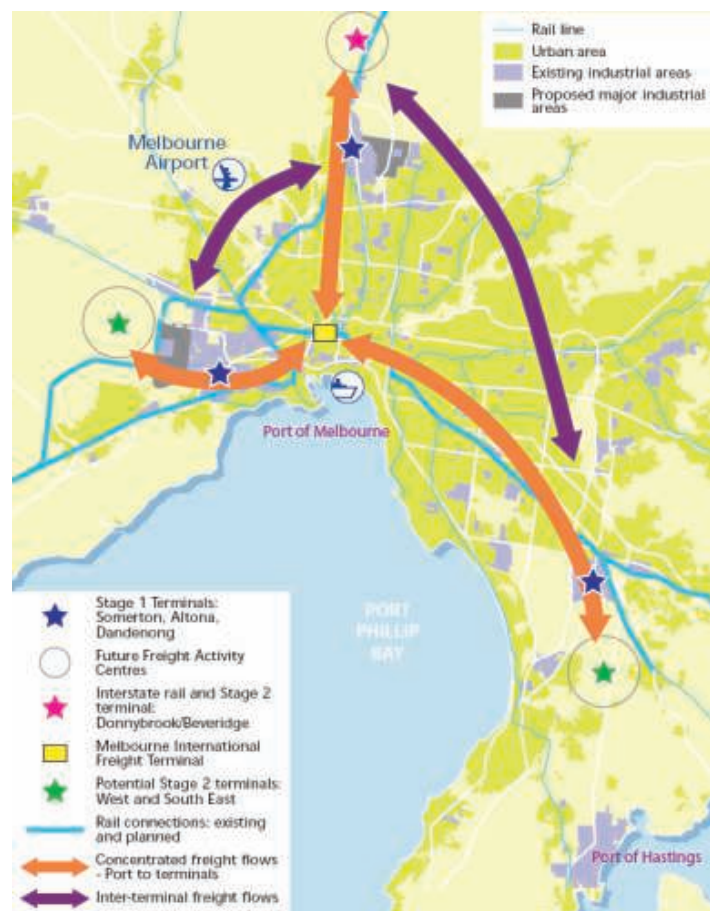 Rail line
Urban area
Existing industrial areas
Proposed major industrial
areas
Melbourne
Airport
Port of Melbourne
PORT
PHILLIP
BAY
Stage 1 Terminals:
Somerton, Altona,
Dandenong
Future Freight Activity
Centres
Interstate rail and Stage 2
terminal:
Donnybrook/Beveridge
Melbourne International
Freight Terminal
Potential Stage 2 terminals:
West and South East
Rail connections: existing
and planned
Concentrated freight flows
- Port to terminals
Inter-terminal freight flows
Port of Hastings